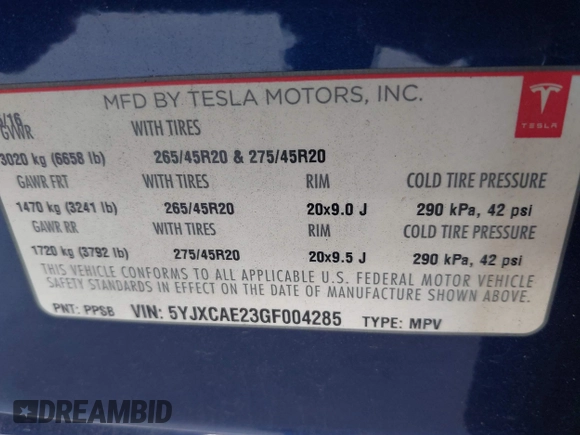 MFD BY TESLA MOTORS, INC.
/16
GVWR WITH TIRES
3020 kg (6658 lb) 265/45R20 & 275/45R20
GAWR FRT WITH TIRES RIM COLD TIRE PRESSURE
1470 kg (3241 lb) 265/45R20 20x9.0 J 290 kPa, 42 psi
GAWR RR WITH TIRES RIM COLD TIRE PRESSURE
1720 kg (3792 lb) 275/45R20 20x9.5 J 290 kPa, 42 psi
THIS VEHICLE CONFORMS TO ALL APPLICABLE U.S. FEDERAL MOTOR VEHICLE
SAFETY STANDARDS IN EFFECT ON THE DATE OF MANUFACTURE SHOWN ABOVE.
PNT: PPSB VIN: 5YJXCAE23GF004285 TYPE: MPV
TESLA
DREAMBID